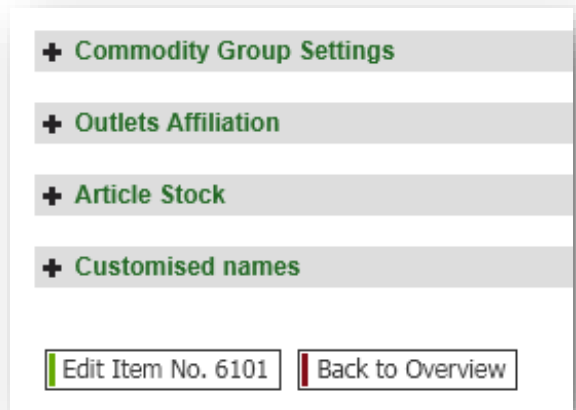 Commodity Group Settings
Outlets Affiliation
Article Stock
Customised names
Edit Item No. 6101 Back to Overview